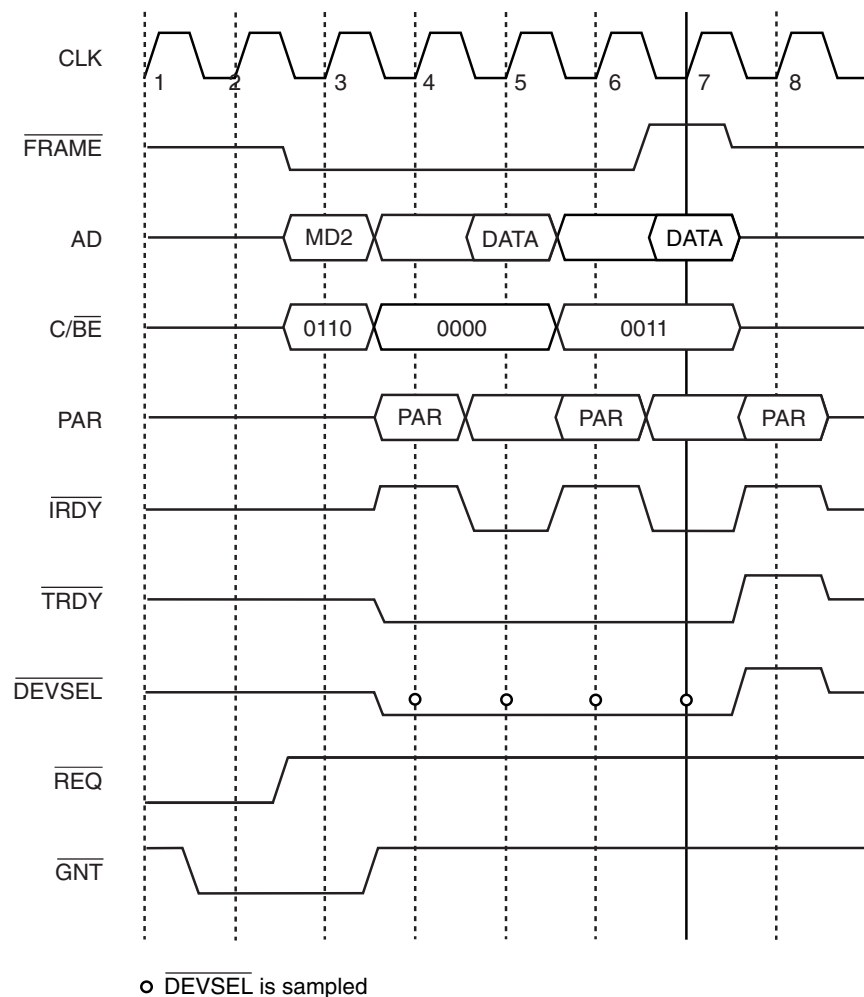 CLK
1 2 3 4 5 6 7 8
FRAME
AD
MD2 DATA DATA
C/BE
0110 0000 0011
PAR
PAR PAR PAR
IRDY
TRDY
DEVSEL
REQ
GNT
DEVSEL is sampled